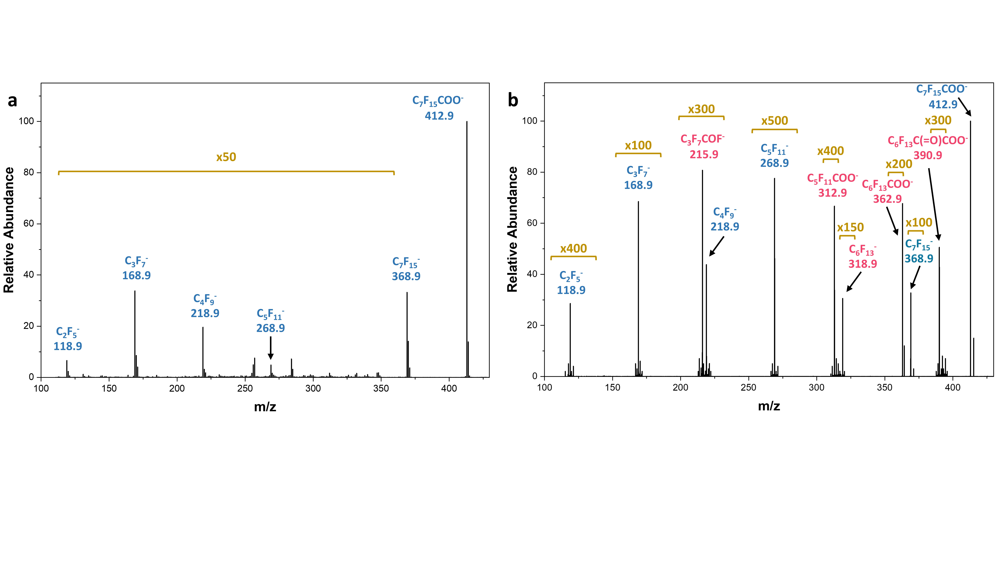 a
Relative Abundance
100
80
60
40
20
0
x50
C₂F₅⁻
118.9
C₃F₇⁻
168.9
C₄F₉⁻
218.9
C₅F₁₁⁻
268.9
C₇F₁₅⁻
368.9
C₇F₁₅COO⁻
412.9
100 150 200 250 300 350 400
m/z
b
Relative Abundance
100
80
60
40
20
0
x400
C₂F₅⁻
118.9
x100
C₃F₇⁻
168.9
x300
C₃F₇COF⁻
215.9
C₄F₉⁻
218.9
x500
C₅F₁₁⁻
268.9
x400
C₅F₁₁COO⁻
312.9
x150
C₆F₁₃⁻
318.9
x200
C₆F₁₃COO⁻
362.9
x100
C₇F₁₅⁻
368.9
x300
C₆F₁₃C(=O)COO⁻
390.9
C₇F₁₅COO⁻
412.9
100 150 200 250 300 350 400
m/z